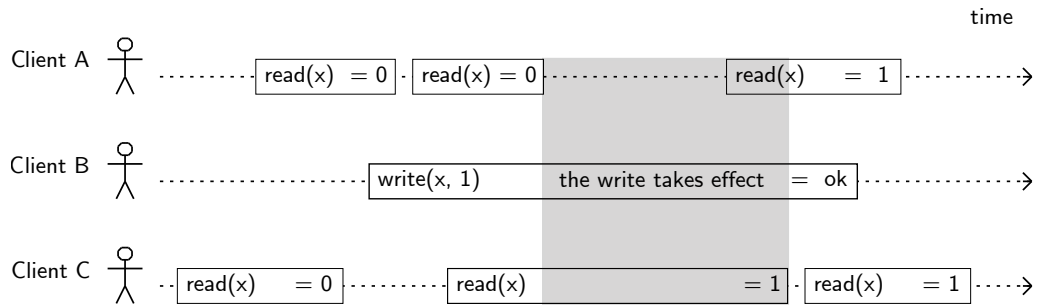 time
Client A read(x) = 0 read(x) = 0 read(x) = 1
Client B write(x, 1) the write takes effect = ok
Client C read(x) = 0 read(x) = 1 read(x) = 1